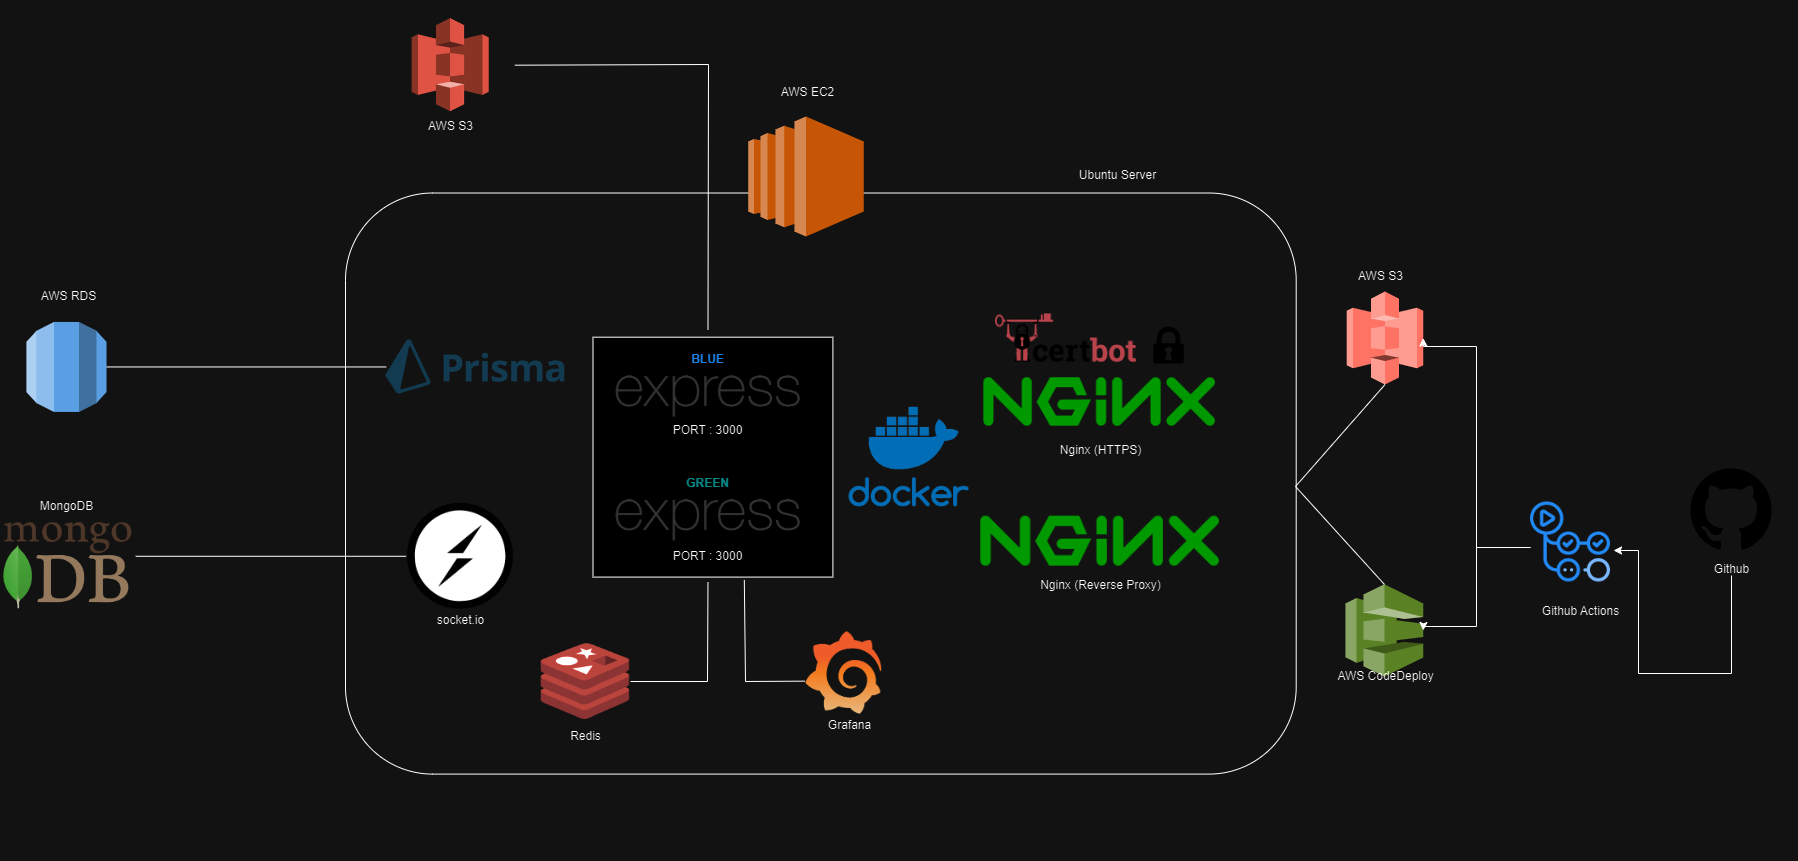 AWS S3
AWS EC2
Ubuntu Server
AWS RDS
Prisma
BLUE
express
PORT : 3000
GREEN
express
PORT : 3000
docker
certbot
NGiNX
Nginx (HTTPS)
NGiNX
Nginx (Reverse Proxy)
AWS S3
MongoDB
mongo
DB
socket.io
Redis
Grafana
AWS CodeDeploy
Github Actions
Github